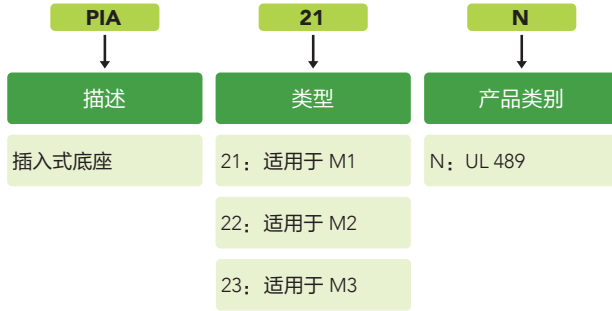 PIA 21 N
描述 类型 产品类别
插入式底座 21：适用于 M1 N：UL 489
22：适用于 M2
23：适用于 M3